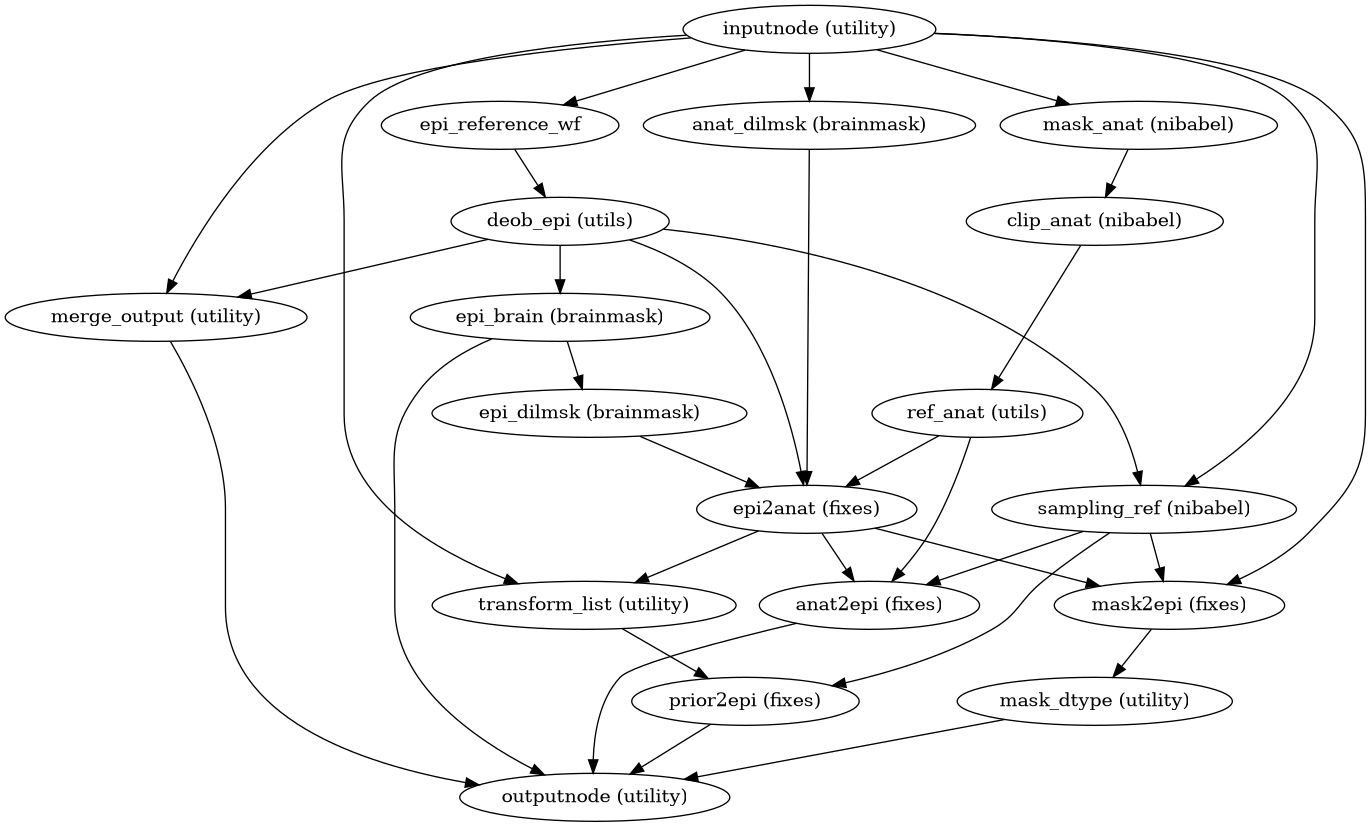 inputnode (utility)
epi_reference_wf
anat_dilmsk (brainmask)
mask_anat (nibabel)
deob_epi (utils)
clip_anat (nibabel)
merge_output (utility)
epi_brain (brainmask)
epi_dilmsk (brainmask)
ref_anat (utils)
epi2anat (fixes)
sampling_ref (nibabel)
transform_list (utility)
anat2epi (fixes)
mask2epi (fixes)
prior2epi (fixes)
mask_dtype (utility)
outputnode (utility)